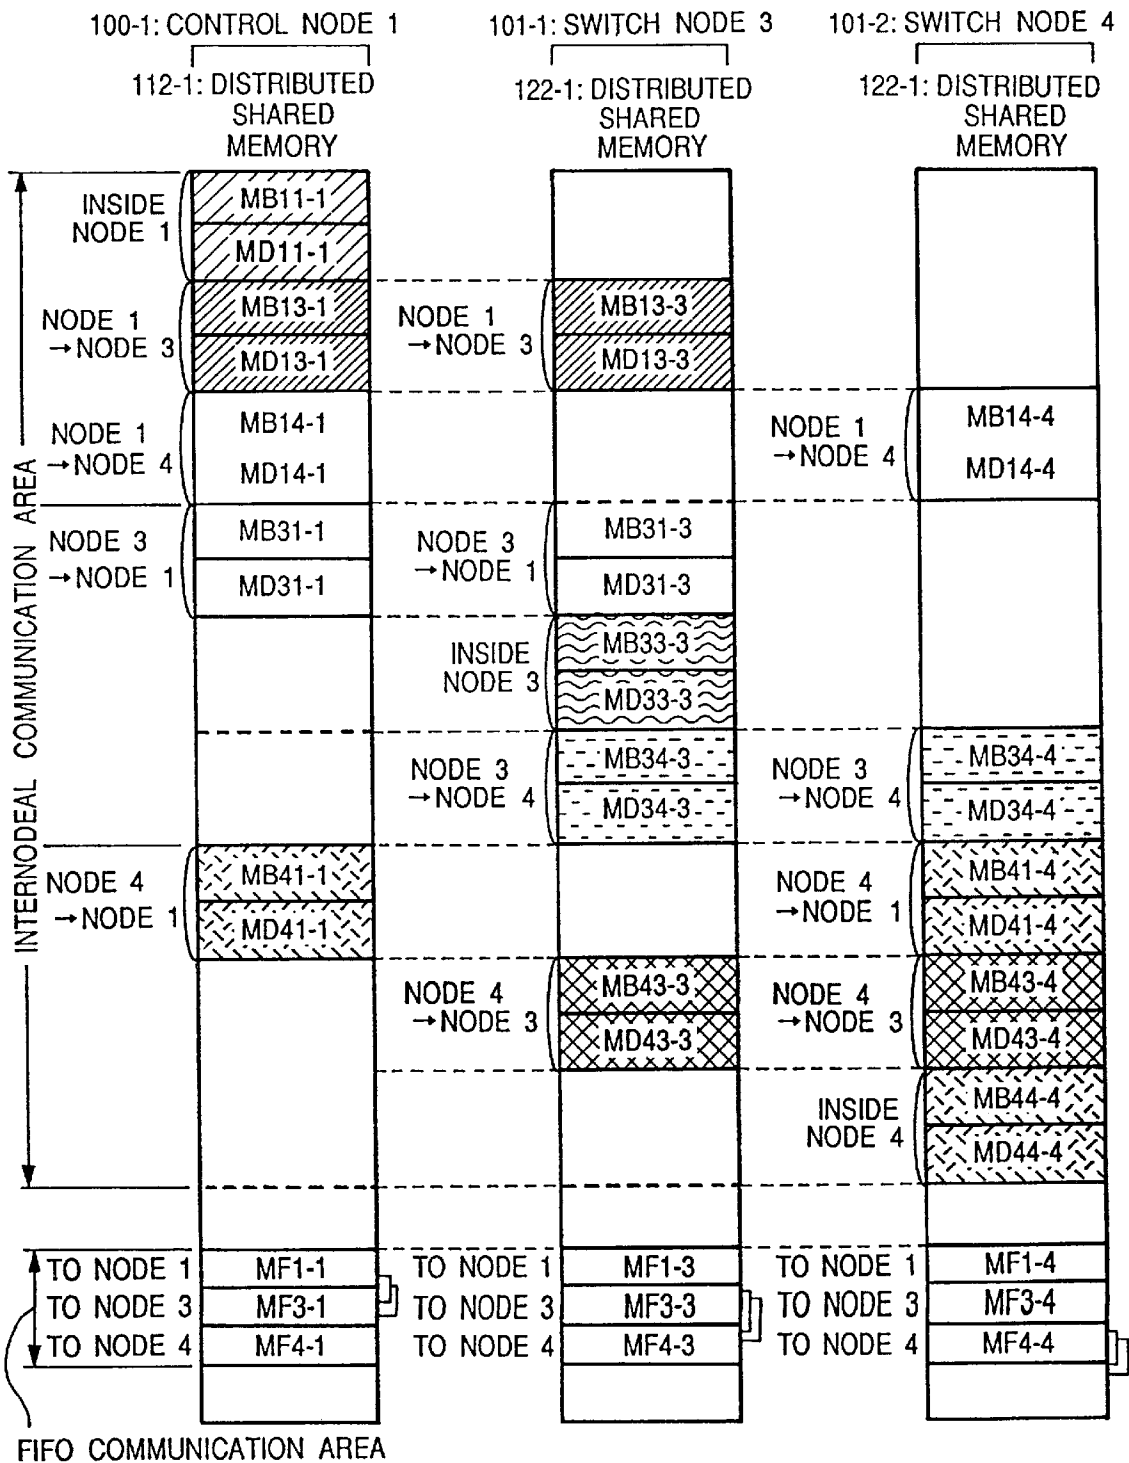 100-1: CONTROL NODE 1
101-1: SWITCH NODE 3
101-2: SWITCH NODE 4
112-1: DISTRIBUTED
SHARED
MEMORY
122-1: DISTRIBUTED
SHARED
MEMORY
122-1: DISTRIBUTED
SHARED
MEMORY
INTERNODEAL COMMUNICATION AREA
INSIDE
NODE 1
MB11-1
MD11-1
NODE 1
→NODE 3
MB13-1
MD13-1
NODE 1
→NODE 3
MB13-3
MD13-3
NODE 1
→NODE 4
MB14-1
MD14-1
NODE 1
→NODE 4
MB14-4
MD14-4
NODE 3
→NODE 1
MB31-1
MD31-1
NODE 3
→NODE 1
MB31-3
MD31-3
INSIDE
NODE 3
MB33-3
MD33-3
NODE 3
→NODE 4
MB34-3
MD34-3
NODE 3
→NODE 4
MB34-4
MD34-4
NODE 4
→NODE 1
MB41-1
MD41-1
NODE 4
→NODE 1
MB41-4
MD41-4
NODE 4
→NODE 3
MB43-3
MD43-3
NODE 4
→NODE 3
MB43-4
MD43-4
INSIDE
NODE 4
MB44-4
MD44-4
TO NODE 1
MF1-1
TO NODE 1
MF1-3
TO NODE 1
MF1-4
TO NODE 3
MF3-1
TO NODE 3
MF3-3
TO NODE 3
MF3-4
TO NODE 4
MF4-1
TO NODE 4
MF4-3
TO NODE 4
MF4-4
FIFO COMMUNICATION AREA